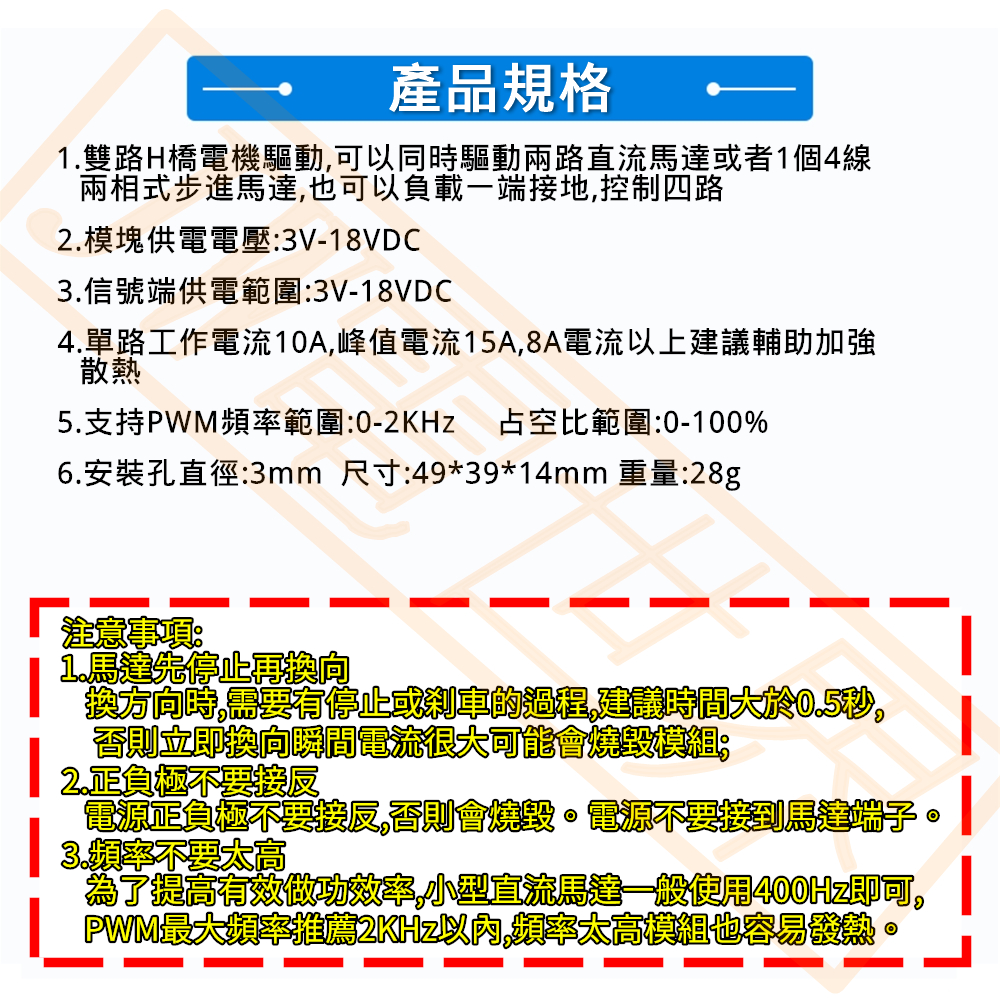 產品規格
1.雙路H橋電機驅動,可以同時驅動兩路直流馬達或者1個4線
兩相式步進馬達,也可以負載一端接地,控制四路
2.模塊供電電壓:3V-18VDC
3.信號端供電範圍:3V-18VDC
4.單路工作電流10A,峰值電流15A,8A電流以上建議輔助加強
散熱
5.支持PWM頻率範圍:0-2KHz 占空比範圍:0-100%
6.安裝孔直徑:3mm 尺寸:49*39*14mm 重量:28g
注意事項:
1.馬達先停止再換向
換方向時,需要有停止或剎車的過程,建議時間大於0.5秒,
否則立即換向瞬間電流很大可能會燒毀模組;
2.正負極不要接反
電源正負極不要接反,否則會燒毀。電源不要接到馬達端子。
3.頻率不要太高
為了提高有效做功效率,小型直流馬達一般使用400Hz即可,
PWM最大頻率推薦2KHz以內,頻率太高模組也容易發熱。